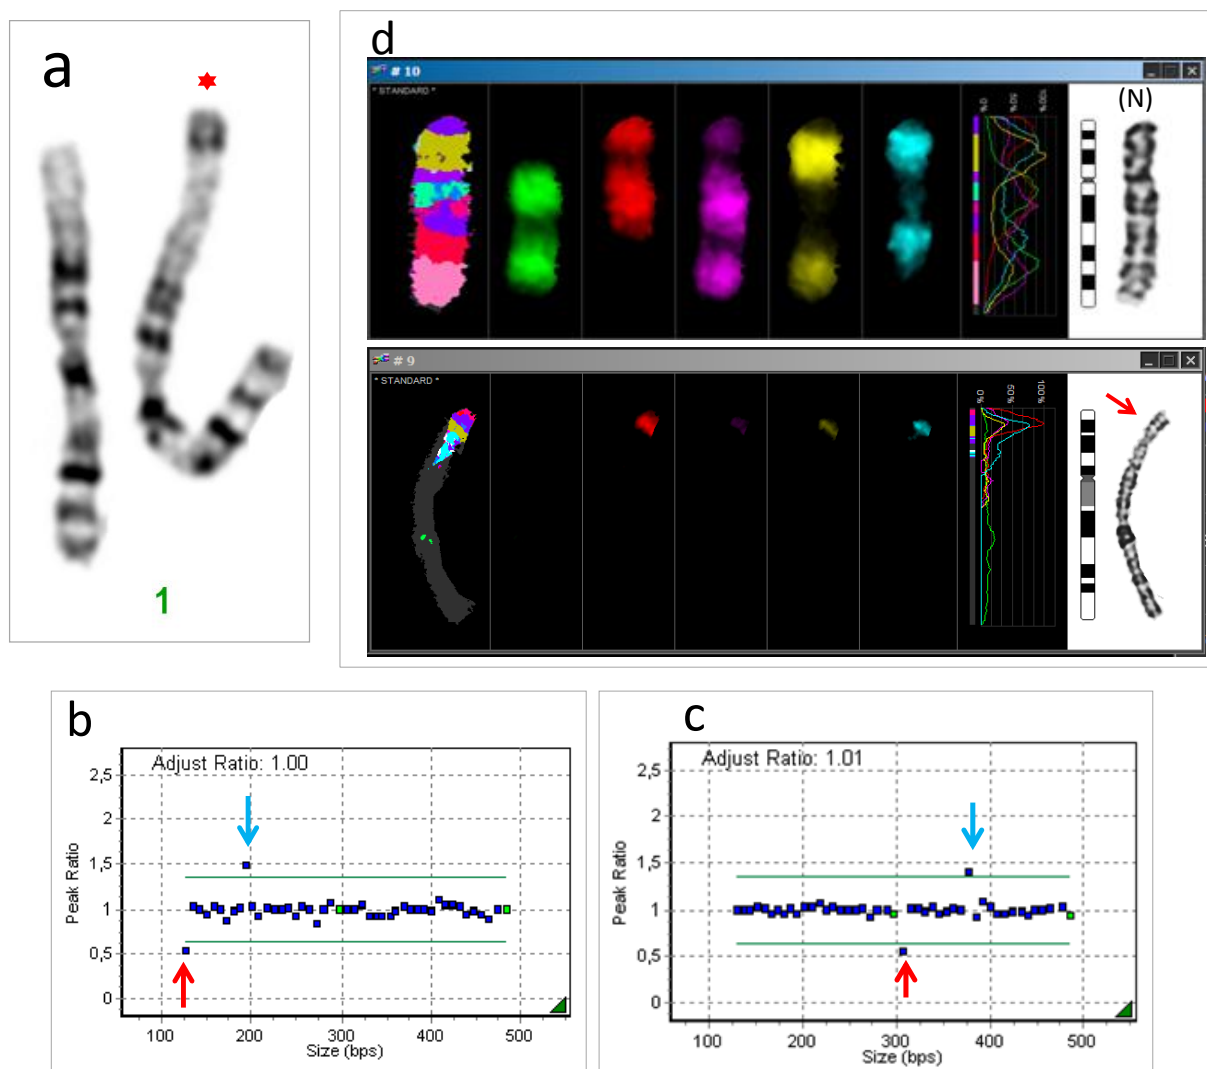 a
1
d
# 10
* STANDARD *
0%
50%
100%
(N)
# 9
* STANDARD *
0%
50%
100%
b
Adjust Ratio: 1.00
2,5
2
1,5
1
0,5
0
Peak Ratio
100
200
300
400
500
Size (bps)
c
Adjust Ratio: 1.01
2,5
2
1,5
1
0,5
0
Peak Ratio
100
200
300
400
500
Size (bps)